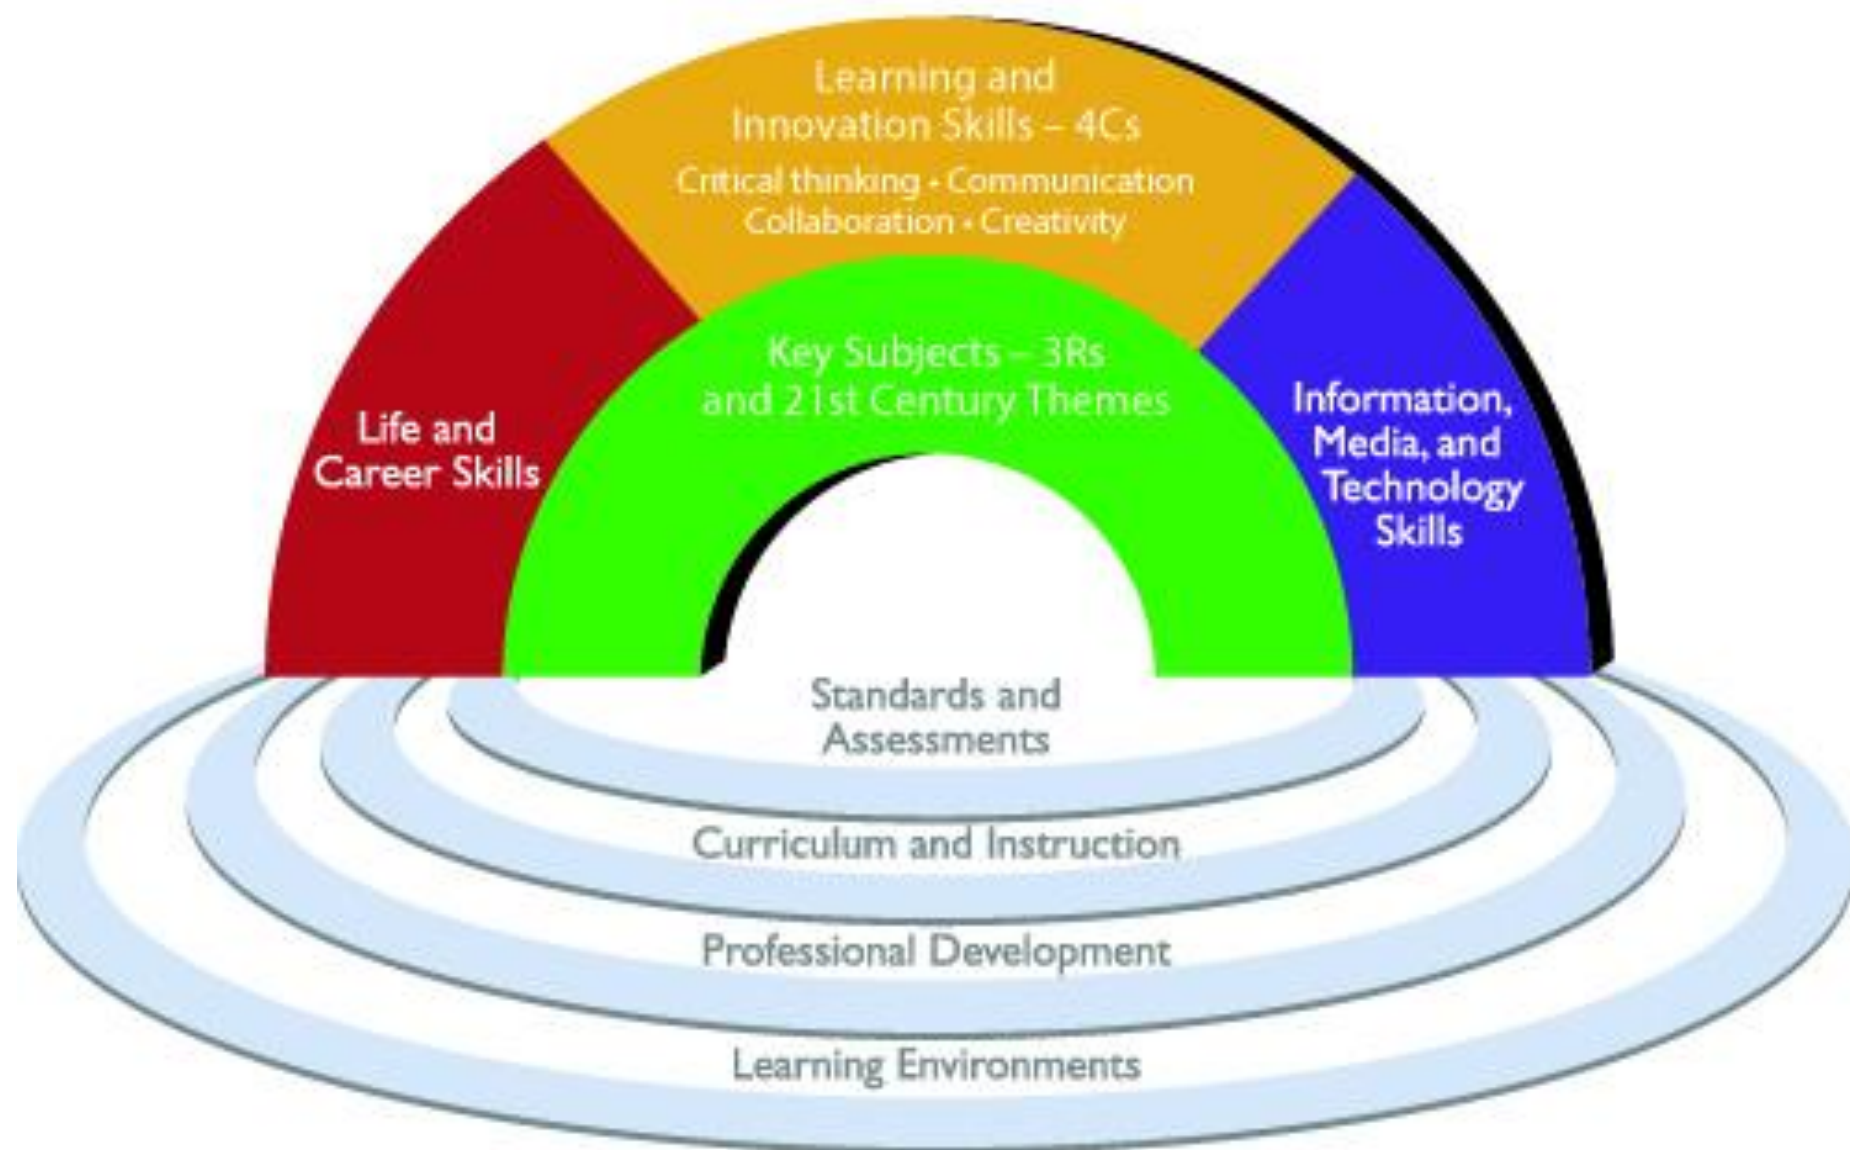 Learning and
Innovation Skills – 4Cs
Critical thinking • Communication
Collaboration • Creativity
Key Subjects – 3Rs
and 21st Century Themes
Life and
Career Skills
Information,
Media, and
Technology
Skills
Standards and
Assessments
Curriculum and Instruction
Professional Development
Learning Environments